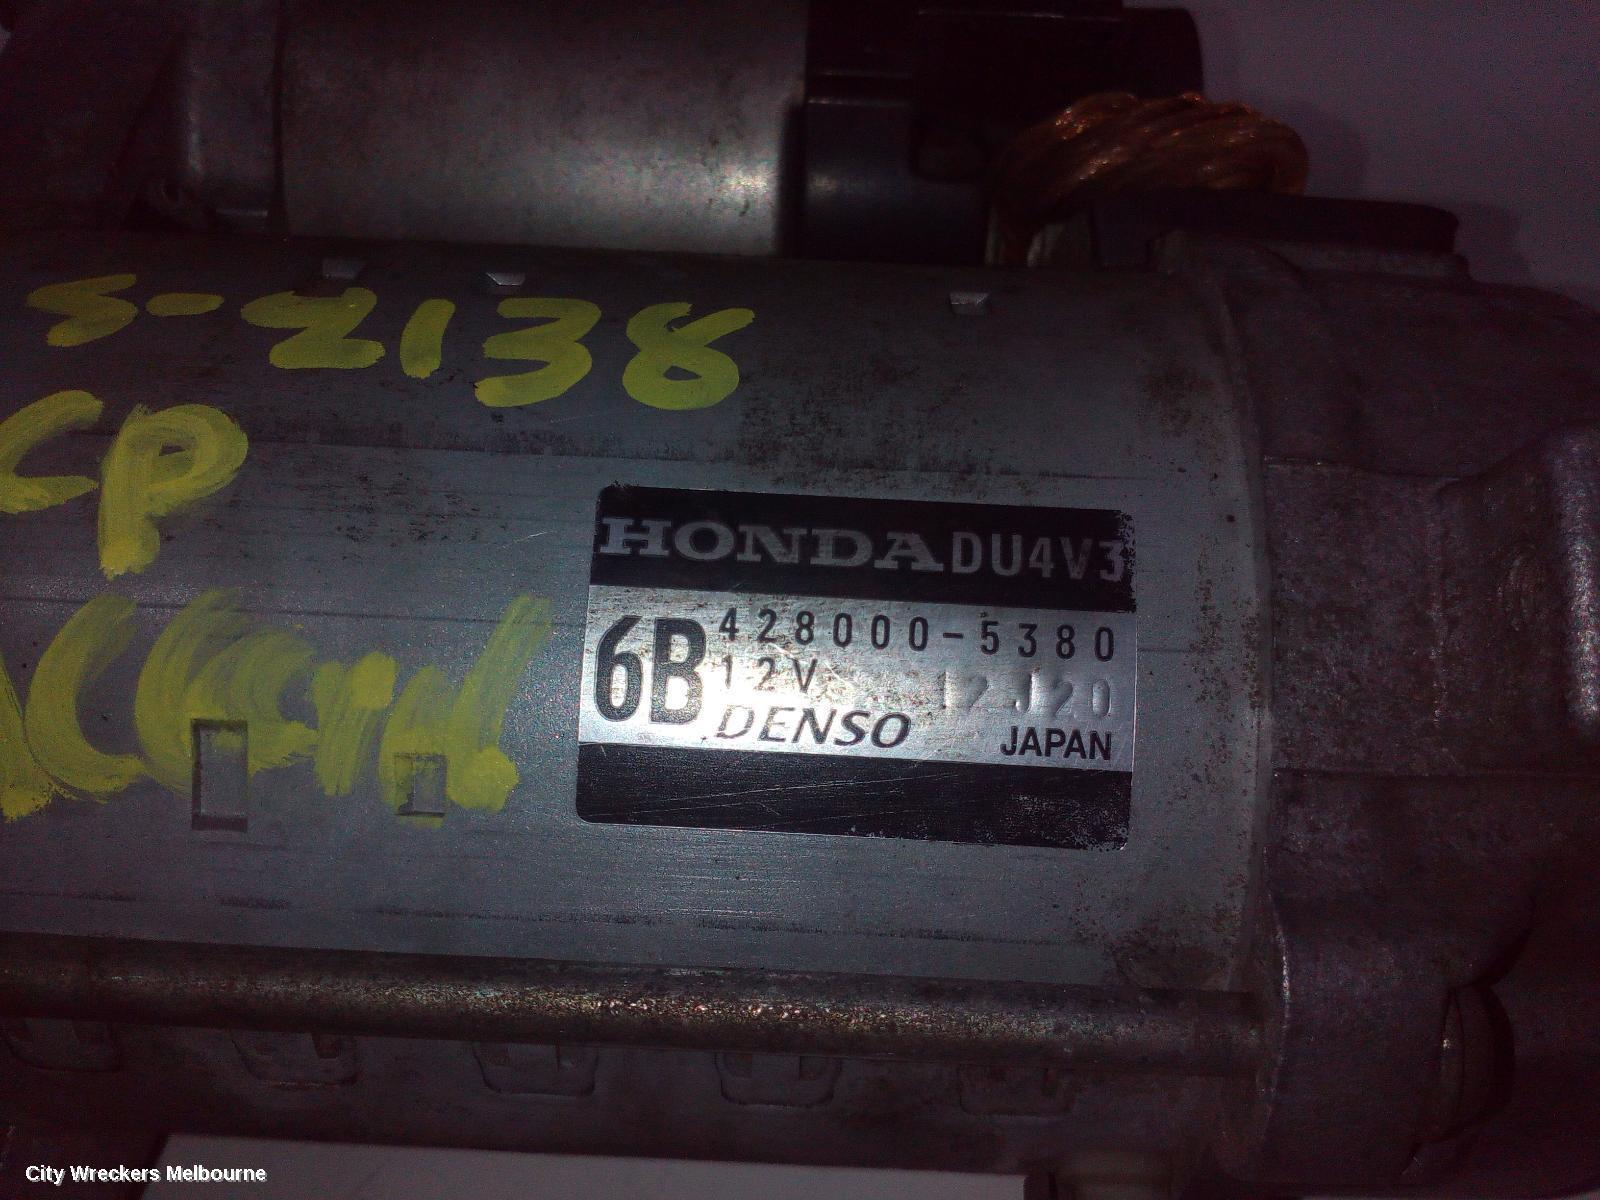 S-2138
CP
Accord
HONDA DU4V3
6B 428000-5380
12V 12J20
DENSO JAPAN
City Wreckers Melbourne